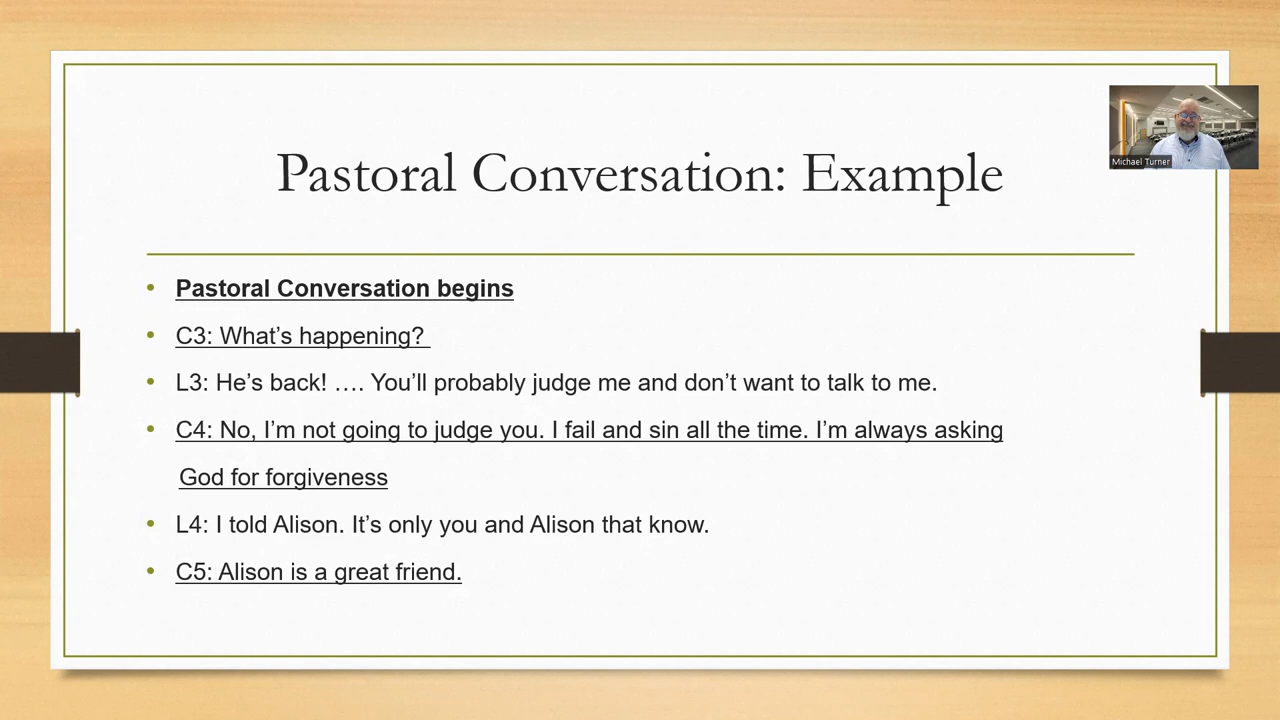 Pastoral Conversation: Example
Michael Turner
• Pastoral Conversation begins
• C3: What’s happening?
• L3: He’s back! …. You’ll probably judge me and don’t want to talk to me.
• C4: No, I’m not going to judge you. I fail and sin all the time. I’m always asking
God for forgiveness
• L4: I told Alison. It’s only you and Alison that know.
• C5: Alison is a great friend.